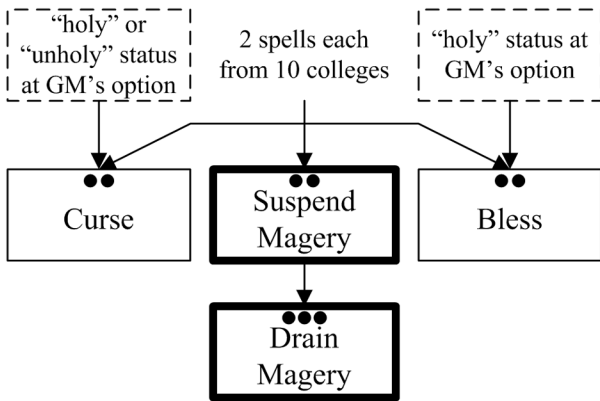 “holy” or
“unholy” status
at GM’s option
2 spells each
from 10 colleges
“holy” status at
GM’s option
Curse
Suspend
Magery
Bless
Drain
Magery